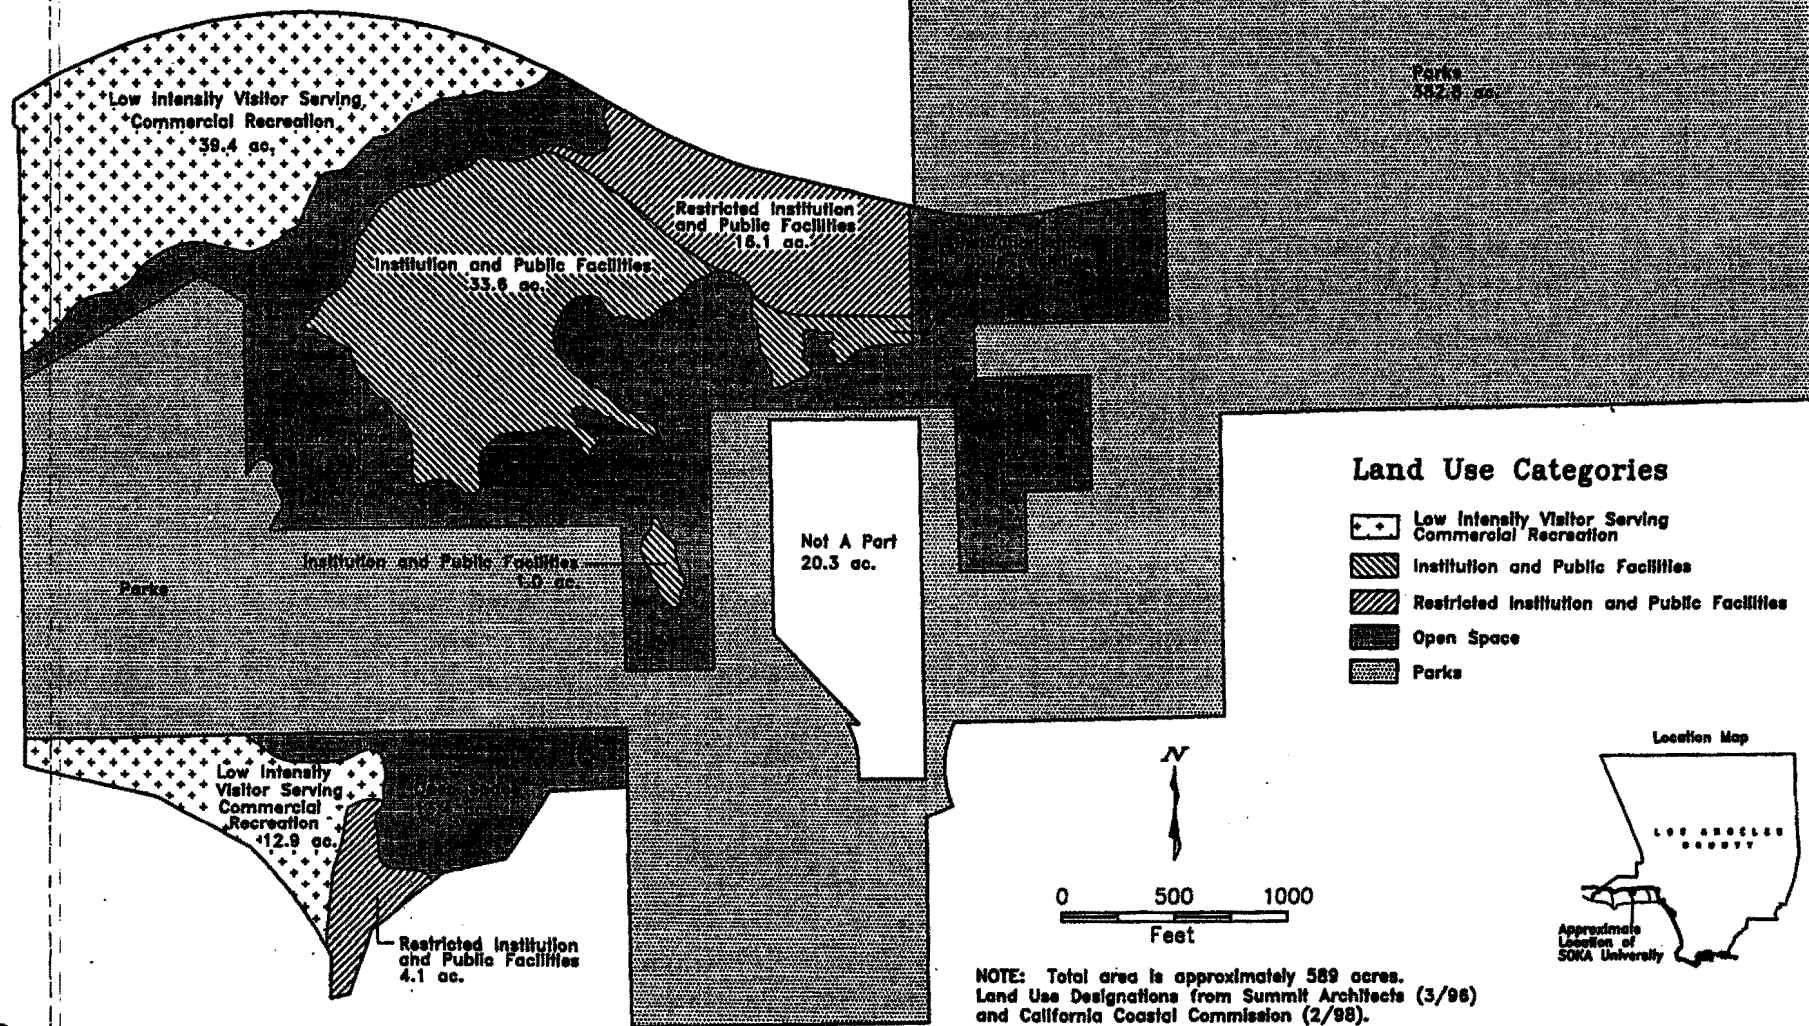 Low Intensity Visitor Serving
Commercial Recreation
39.4 ac.
Parks
382.8 ac.
Restricted Institution
and Public Facilities
16.1 ac.
Institution and Public Facilities
33.6 ac.
Institution and Public Facilities
1.0 ac.
Parks
Not A Part
20.3 ac.
Low Intensity
Visitor Serving
Commercial
Recreation
12.9 ac.
Open Space
Restricted Institution
and Public Facilities
4.1 ac.
Land Use Categories
Low Intensity Visitor Serving
Commercial Recreation
Institution and Public Facilities
Restricted Institution and Public Facilities
Open Space
Parks
N
0 500 1000
Feet
Location Map
LOS ANGELES
COUNTY
Approximate
Location of
SOKA University
NOTE: Total area is approximately 589 acres.
Land Use Designations from Summit Architects (3/96)
and California Coastal Commission (2/98).